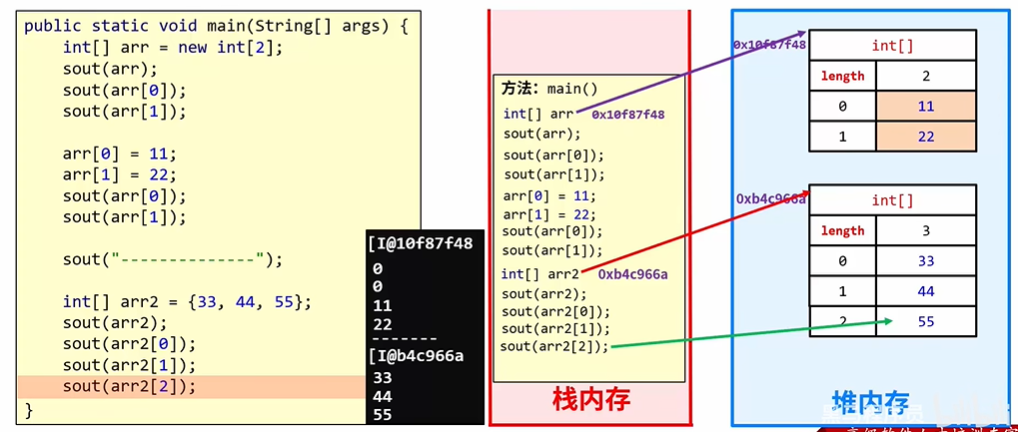 public static void main(String[] args) {
int[] arr = new int[2];
sout(arr);
sout(arr[0]);
sout(arr[1]);
arr[0] = 11;
arr[1] = 22;
sout(arr[0]);
sout(arr[1]);
sout("--------------");
int[] arr2 = {33, 44, 55};
sout(arr2);
sout(arr2[0]);
sout(arr2[1]);
sout(arr2[2]);
}
[I@10f87f48
0
0
11
22
-------
[I@b4c966a
33
44
55
方法: main()
int[] arr 0x10f87f48
sout(arr);
sout(arr[0]);
sout(arr[1]);
arr[0] = 11;
arr[1] = 22;
sout(arr[0]);
sout(arr[1]);
int[] arr2 0xb4c966a
sout(arr2);
sout(arr2[0]);
sout(arr2[1]);
sout(arr2[2]);
栈内存
0x10f87f48
int[]
length 2
0 11
1 22
0xb4c966a
int[]
length 3
0 33
1 44
2 55
堆内存